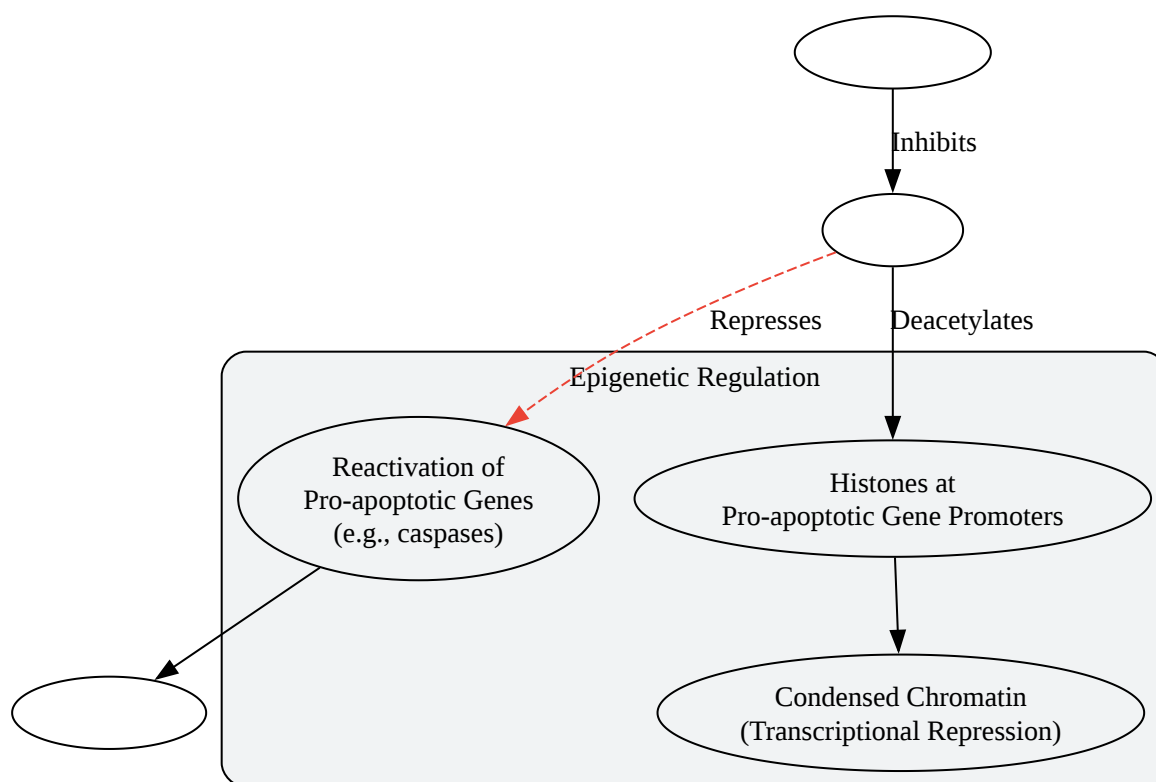 Inhibits
Represses
Deacetylates
Epigenetic Regulation
Reactivation of
Pro-apoptotic Genes
(e.g., caspases)
Histones at
Pro-apoptotic Gene Promoters
Condensed Chromatin
(Transcriptional Repression)